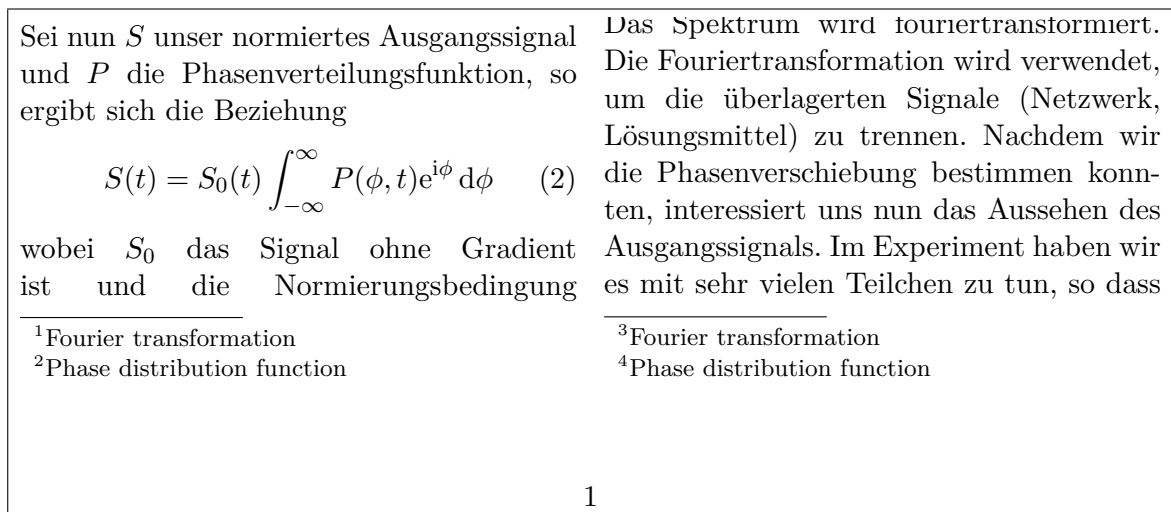 Sei nun S unser normiertes Ausgangssignal
und P die Phasenverteilungsfunktion, so
ergibt sich die Beziehung
S(t) = S₀(t) ∫_{-∞}^{∞} P(ϕ, t)e^{iϕ} dϕ (2)
wobei S₀ das Signal ohne Gradient
ist und die Normierungsbedingung
¹Fourier transformation
²Phase distribution function
Das Spektrum wird fouriertransformiert.
Die Fouriertransformation wird verwendet,
um die überlagerten Signale (Netzwerk,
Lösungsmittel) zu trennen. Nachdem wir
die Phasenverschiebung bestimmen konn-
ten, interessiert uns nun das Aussehen des
Ausgangssignals. Im Experiment haben wir
es mit sehr vielen Teilchen zu tun, so dass
³Fourier transformation
⁴Phase distribution function
1